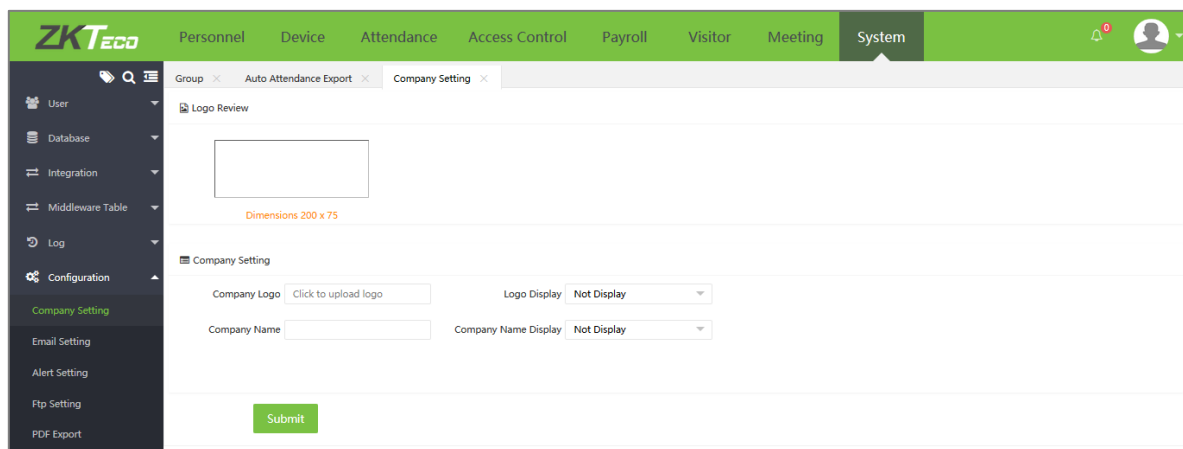 ZKTeco Personnel Device Attendance Access Control Payroll Visitor Meeting System 0
Group Auto Attendance Export Company Setting
User
Logo Review
Database
Integration
Middleware Table
Dimensions 200 x 75
Log
Company Setting
Configuration
Company Logo Click to upload logo Logo Display Not Display
Company Setting
Company Name Company Name Display Not Display
Email Setting
Alert Setting
Ftp Setting
Submit
PDF Export